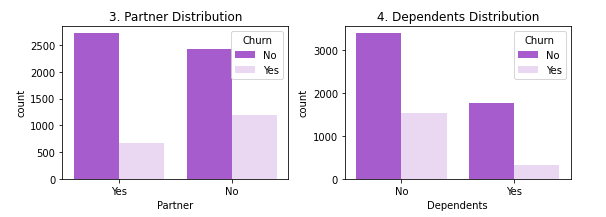 3. Partner Distribution
2500
2000
1500
1000
500
0
count
Yes
No
Partner
Churn
No
Yes
4. Dependents Distribution
3000
2000
1000
0
count
No
Yes
Dependents
Churn
No
Yes